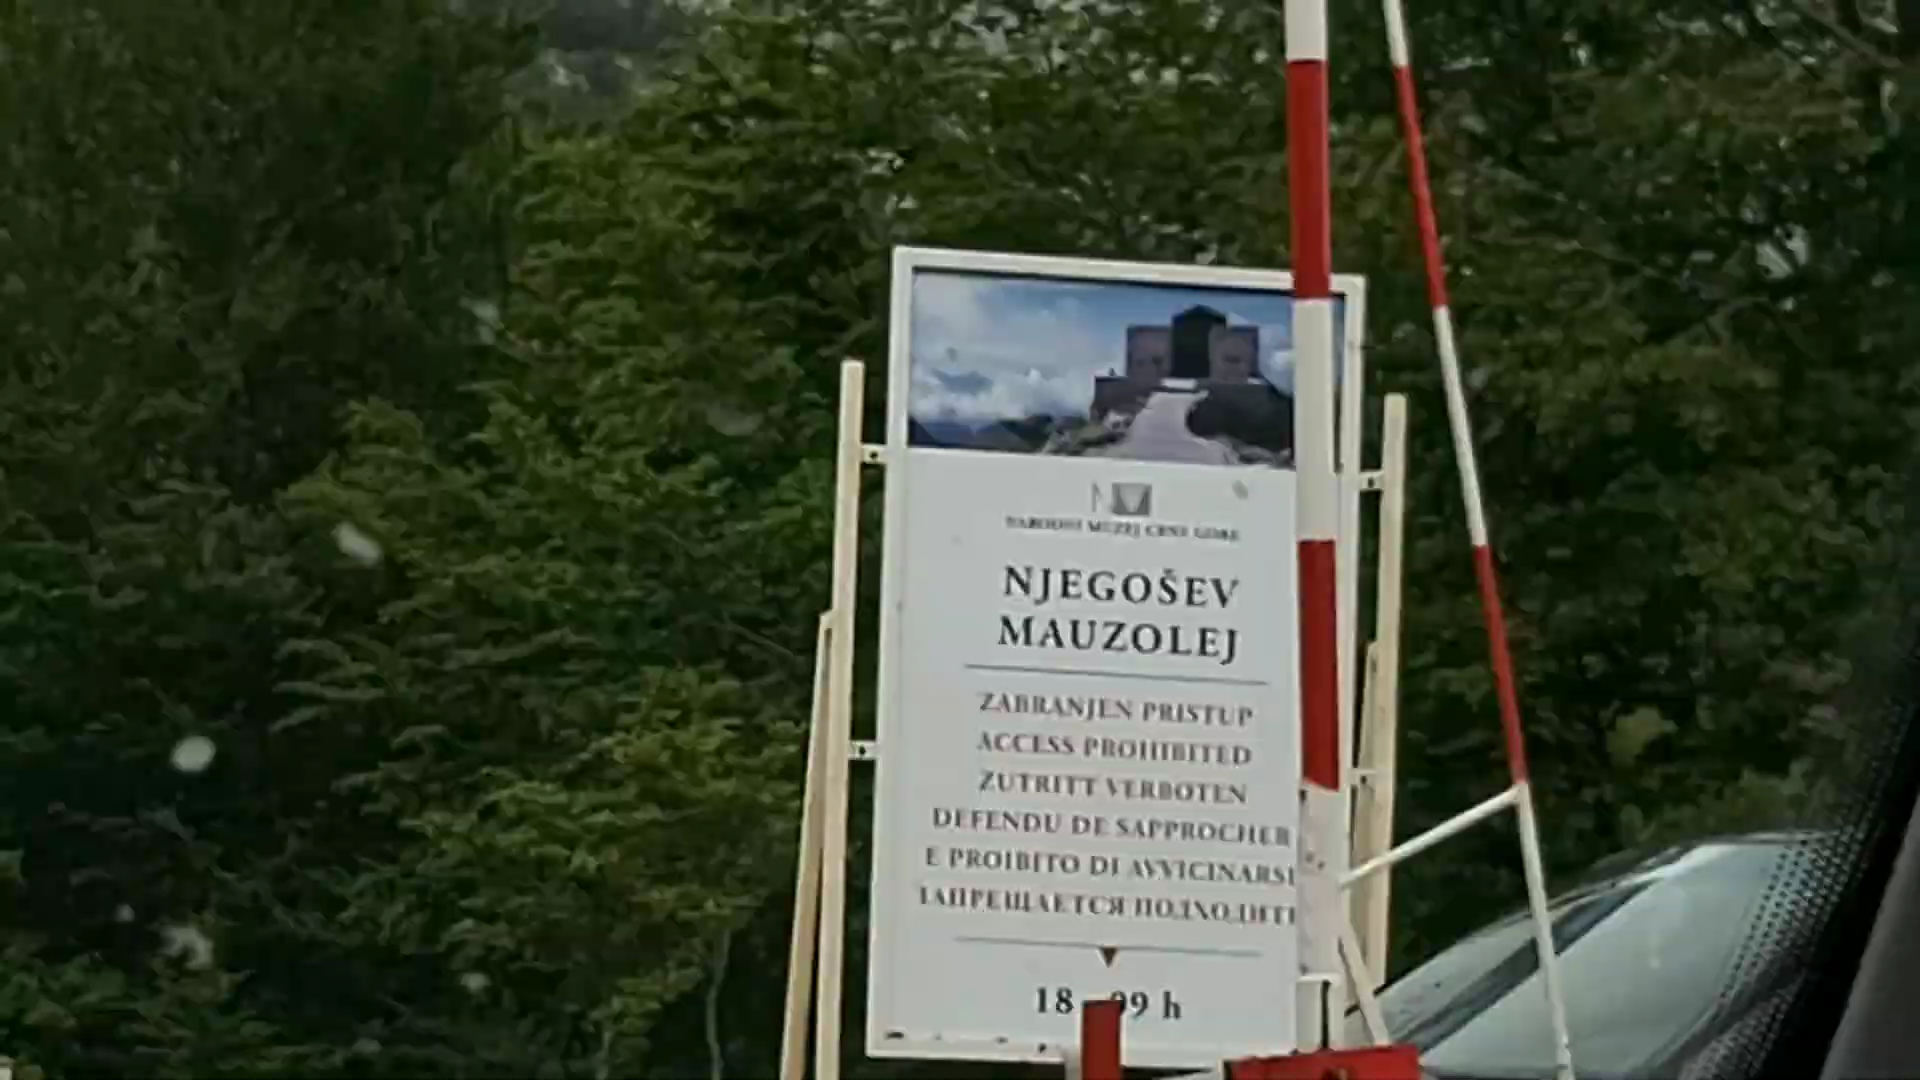 NARODNI MUZEJ CRNE GORE
NJEGOŠEV
MAUZOLEJ
ZABRANJEN PRISTUP
ACCESS PROHIBITED
ZUTRITT VERBOTEN
DEFENDU DE SAPPROCHER
E PROIBITO DI AVVICINARSI
ЗАПРЕЩАЕТСЯ ПОДХОДИТЬ
18 09 h